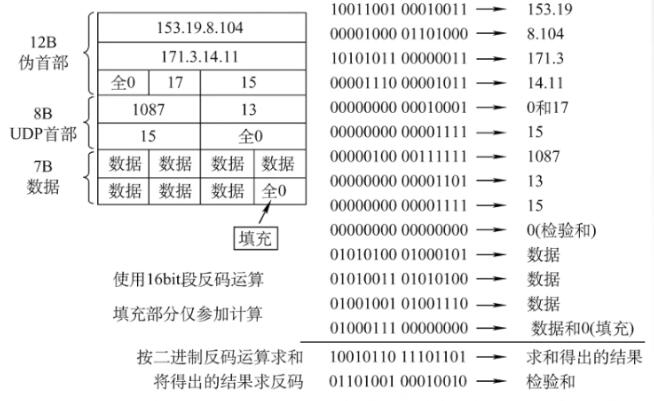 12B
伪首部
153.19.8.104
171.3.14.11
全0 17 15
8B
UDP首部
1087 13
15 全0
7B
数据
数据 数据 数据 数据
数据 数据 数据 全0
填充
使用16bit段反码运算
填充部分仅参加计算
10011001 00010011 153.19
00001000 01101000 8.104
10101011 00000011 171.3
00001110 00001011 14.11
00000000 00010001 0和17
00000000 00001111 15
00000100 00111111 1087
00000000 00001101 13
00000000 00001111 15
00000000 00000000 0(检验和)
01010100 01000101 数据
01010011 01010100 数据
01001001 01001110 数据
01000111 00000000 数据和0(填充)
按二进制反码运算求和 10010110 11101101 求和得出的结果
将得出的结果求反码 01101001 00010010 检验和